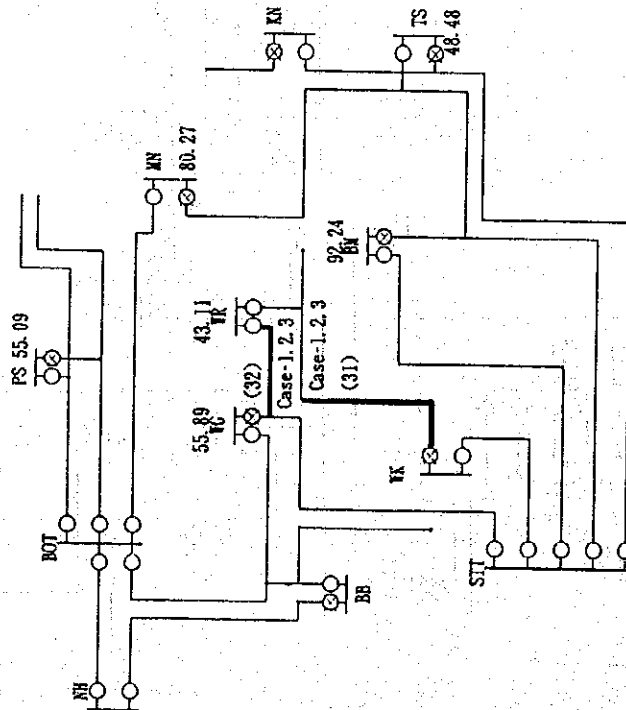 KN
TS
48.48
MN
80.27
PS 55.09
92.24
BM
43.11
WR
Case-1.2.3
Case-1.2.3
(32)
(31)
55.89
WG
WK
BOT
STT
BB
NH